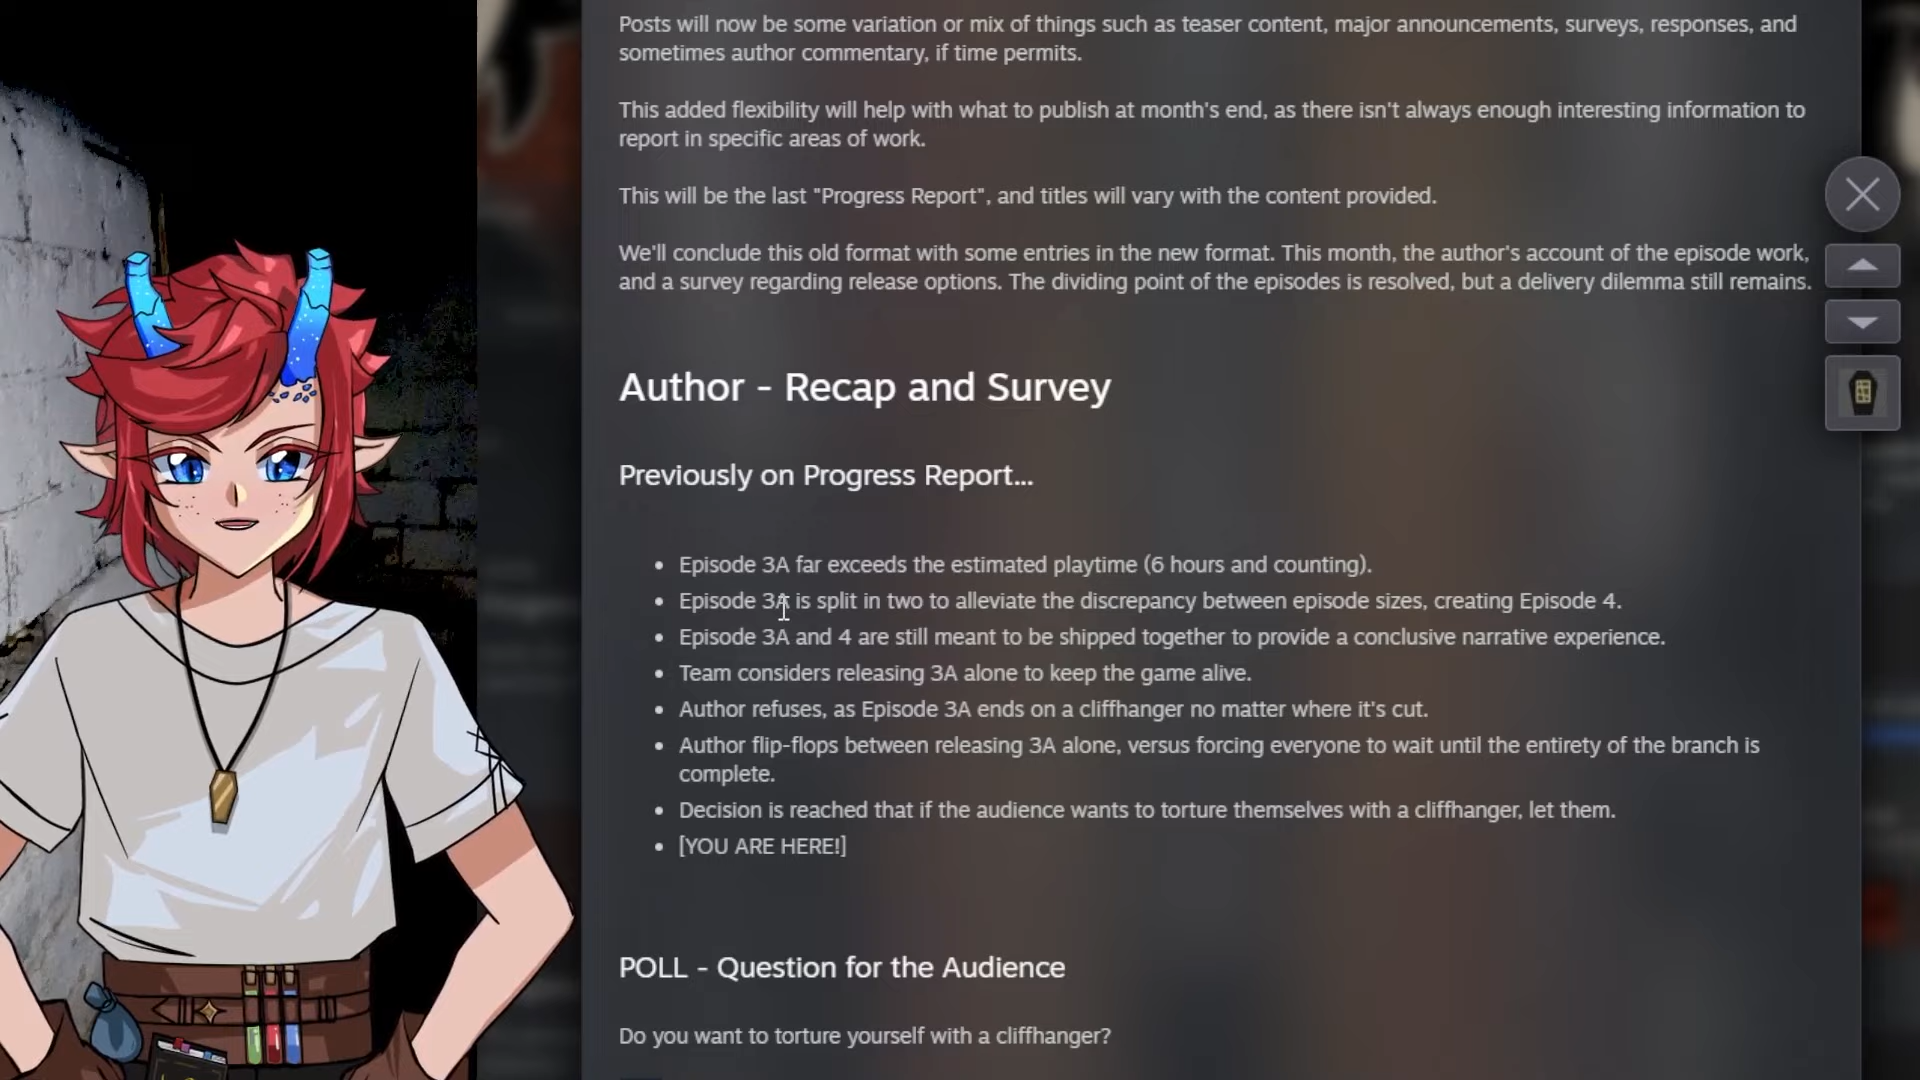 Posts will now be some variation or mix of things such as teaser content, major announcements, surveys, responses, and
sometimes author commentary, if time permits.
This added flexibility will help with what to publish at month's end, as there isn't always enough interesting information to
report in specific areas of work.
This will be the last "Progress Report", and titles will vary with the content provided.
We'll conclude this old format with some entries in the new format. This month, the author's account of the episode work,
and a survey regarding release options. The dividing point of the episodes is resolved, but a delivery dilemma still remains.
Author - Recap and Survey
Previously on Progress Report...
• Episode 3A far exceeds the estimated playtime (6 hours and counting).
• Episode 3A is split in two to alleviate the discrepancy between episode sizes, creating Episode 4.
• Episode 3A and 4 are still meant to be shipped together to provide a conclusive narrative experience.
• Team considers releasing 3A alone to keep the game alive.
• Author refuses, as Episode 3A ends on a cliffhanger no matter where it's cut.
• Author flip-flops between releasing 3A alone, versus forcing everyone to wait until the entirety of the branch is
complete.
• Decision is reached that if the audience wants to torture themselves with a cliffhanger, let them.
• [YOU ARE HERE!]
POLL - Question for the Audience
Do you want to torture yourself with a cliffhanger?